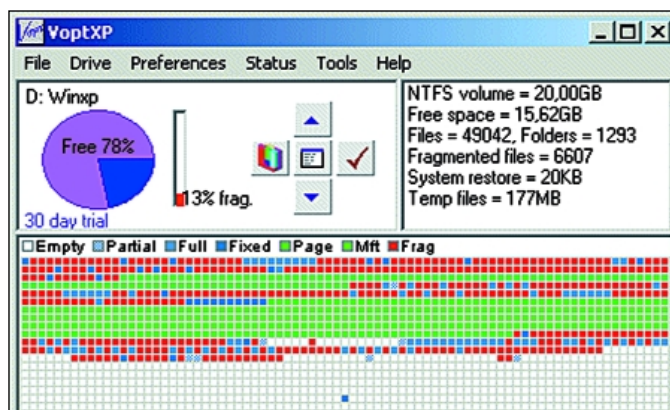 VoptXP
File Drive Preferences Status Tools Help
D: Winxp
Free 78%
13% frag.
30 day trial
NTFS volume = 20,00GB
Free space = 15,62GB
Files = 49042, Folders = 1293
Fragmented files = 6607
System restore = 20KB
Temp files = 177MB
Empty Partial Full Fixed Page Mft Frag